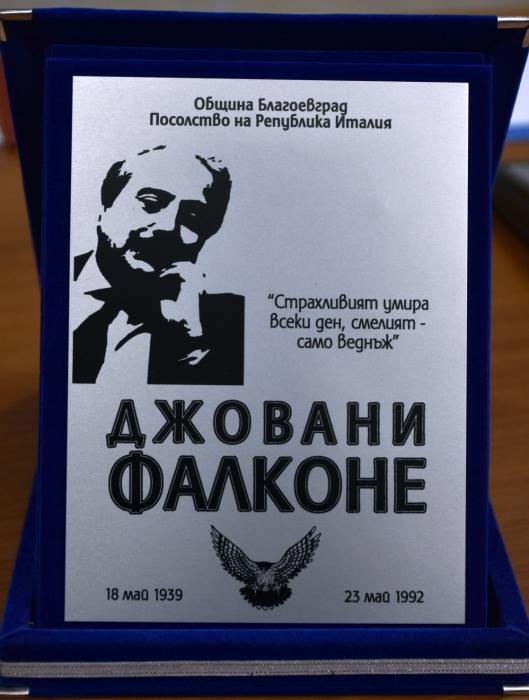 Община Благоевград
Посолство на Република Италия
“Страхливият умира
всеки ден, смелият -
само веднъж”
ДЖОВАНИ
ФАЛКОНЕ
18 май 1939
23 май 1992